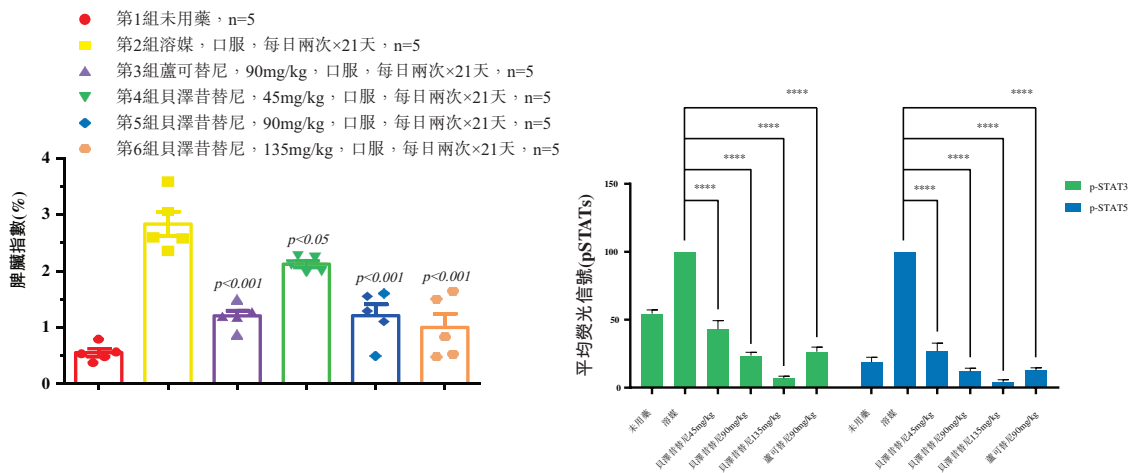 第1組未用藥，n=5
第2組溶媒，口服，每日兩次×21天，n=5
第3組蘆可替尼，90mg/kg，口服，每日兩次×21天，n=5
第4組貝澤昔替尼，45mg/kg，口服，每日兩次×21天，n=5
第5組貝澤昔替尼，90mg/kg，口服，每日兩次×21天，n=5
第6組貝澤昔替尼，135mg/kg，口服，每日兩次×21天，n=5
脾臟指數(%)
4
3
2
1
0
p<0.001
p<0.05
p<0.001
p<0.001
平均熒光信號(pSTATs)
150
100
50
0
****
****
****
****
****
****
****
****
p-STAT3
p-STAT5
未用藥
溶媒
貝澤昔替尼45mg/kg
貝澤昔替尼90mg/kg
貝澤昔替尼135mg/kg
蘆可替尼90mg/kg
未用藥
溶媒
貝澤昔替尼45mg/kg
貝澤昔替尼90mg/kg
貝澤昔替尼135mg/kg
蘆可替尼90mg/kg